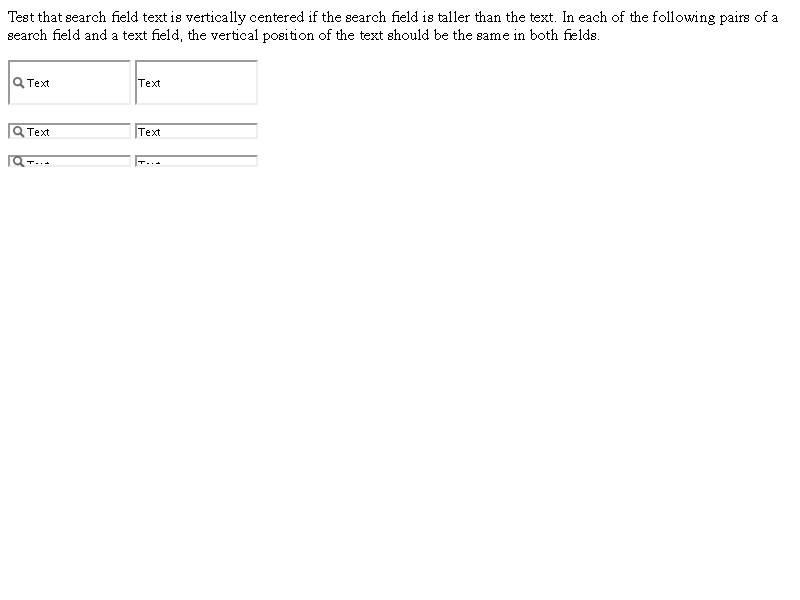 Test that search field text is vertically centered if the search field is taller than the text. In each of the following pairs of a
search field and a text field, the vertical position of the text should be the same in both fields.
Text Text
Text Text